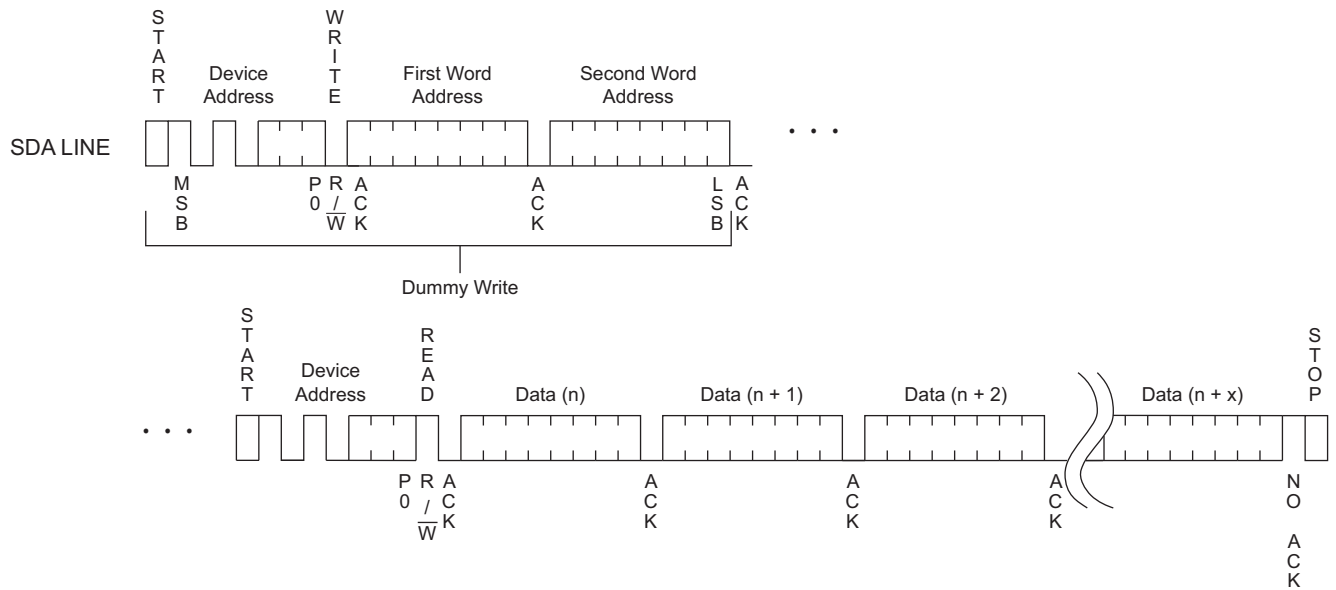 START
WRITE
Device
Address
First Word
Address
Second Word
Address
SDA LINE
• • •
MSB
P0
R/W̅
ACK
ACK
LSB
ACK
Dummy Write
START
READ
STOP
Device
Address
Data (n)
Data (n + 1)
Data (n + 2)
Data (n + x)
• • •
P0
R/W̅
ACK
ACK
ACK
ACK
NO ACK